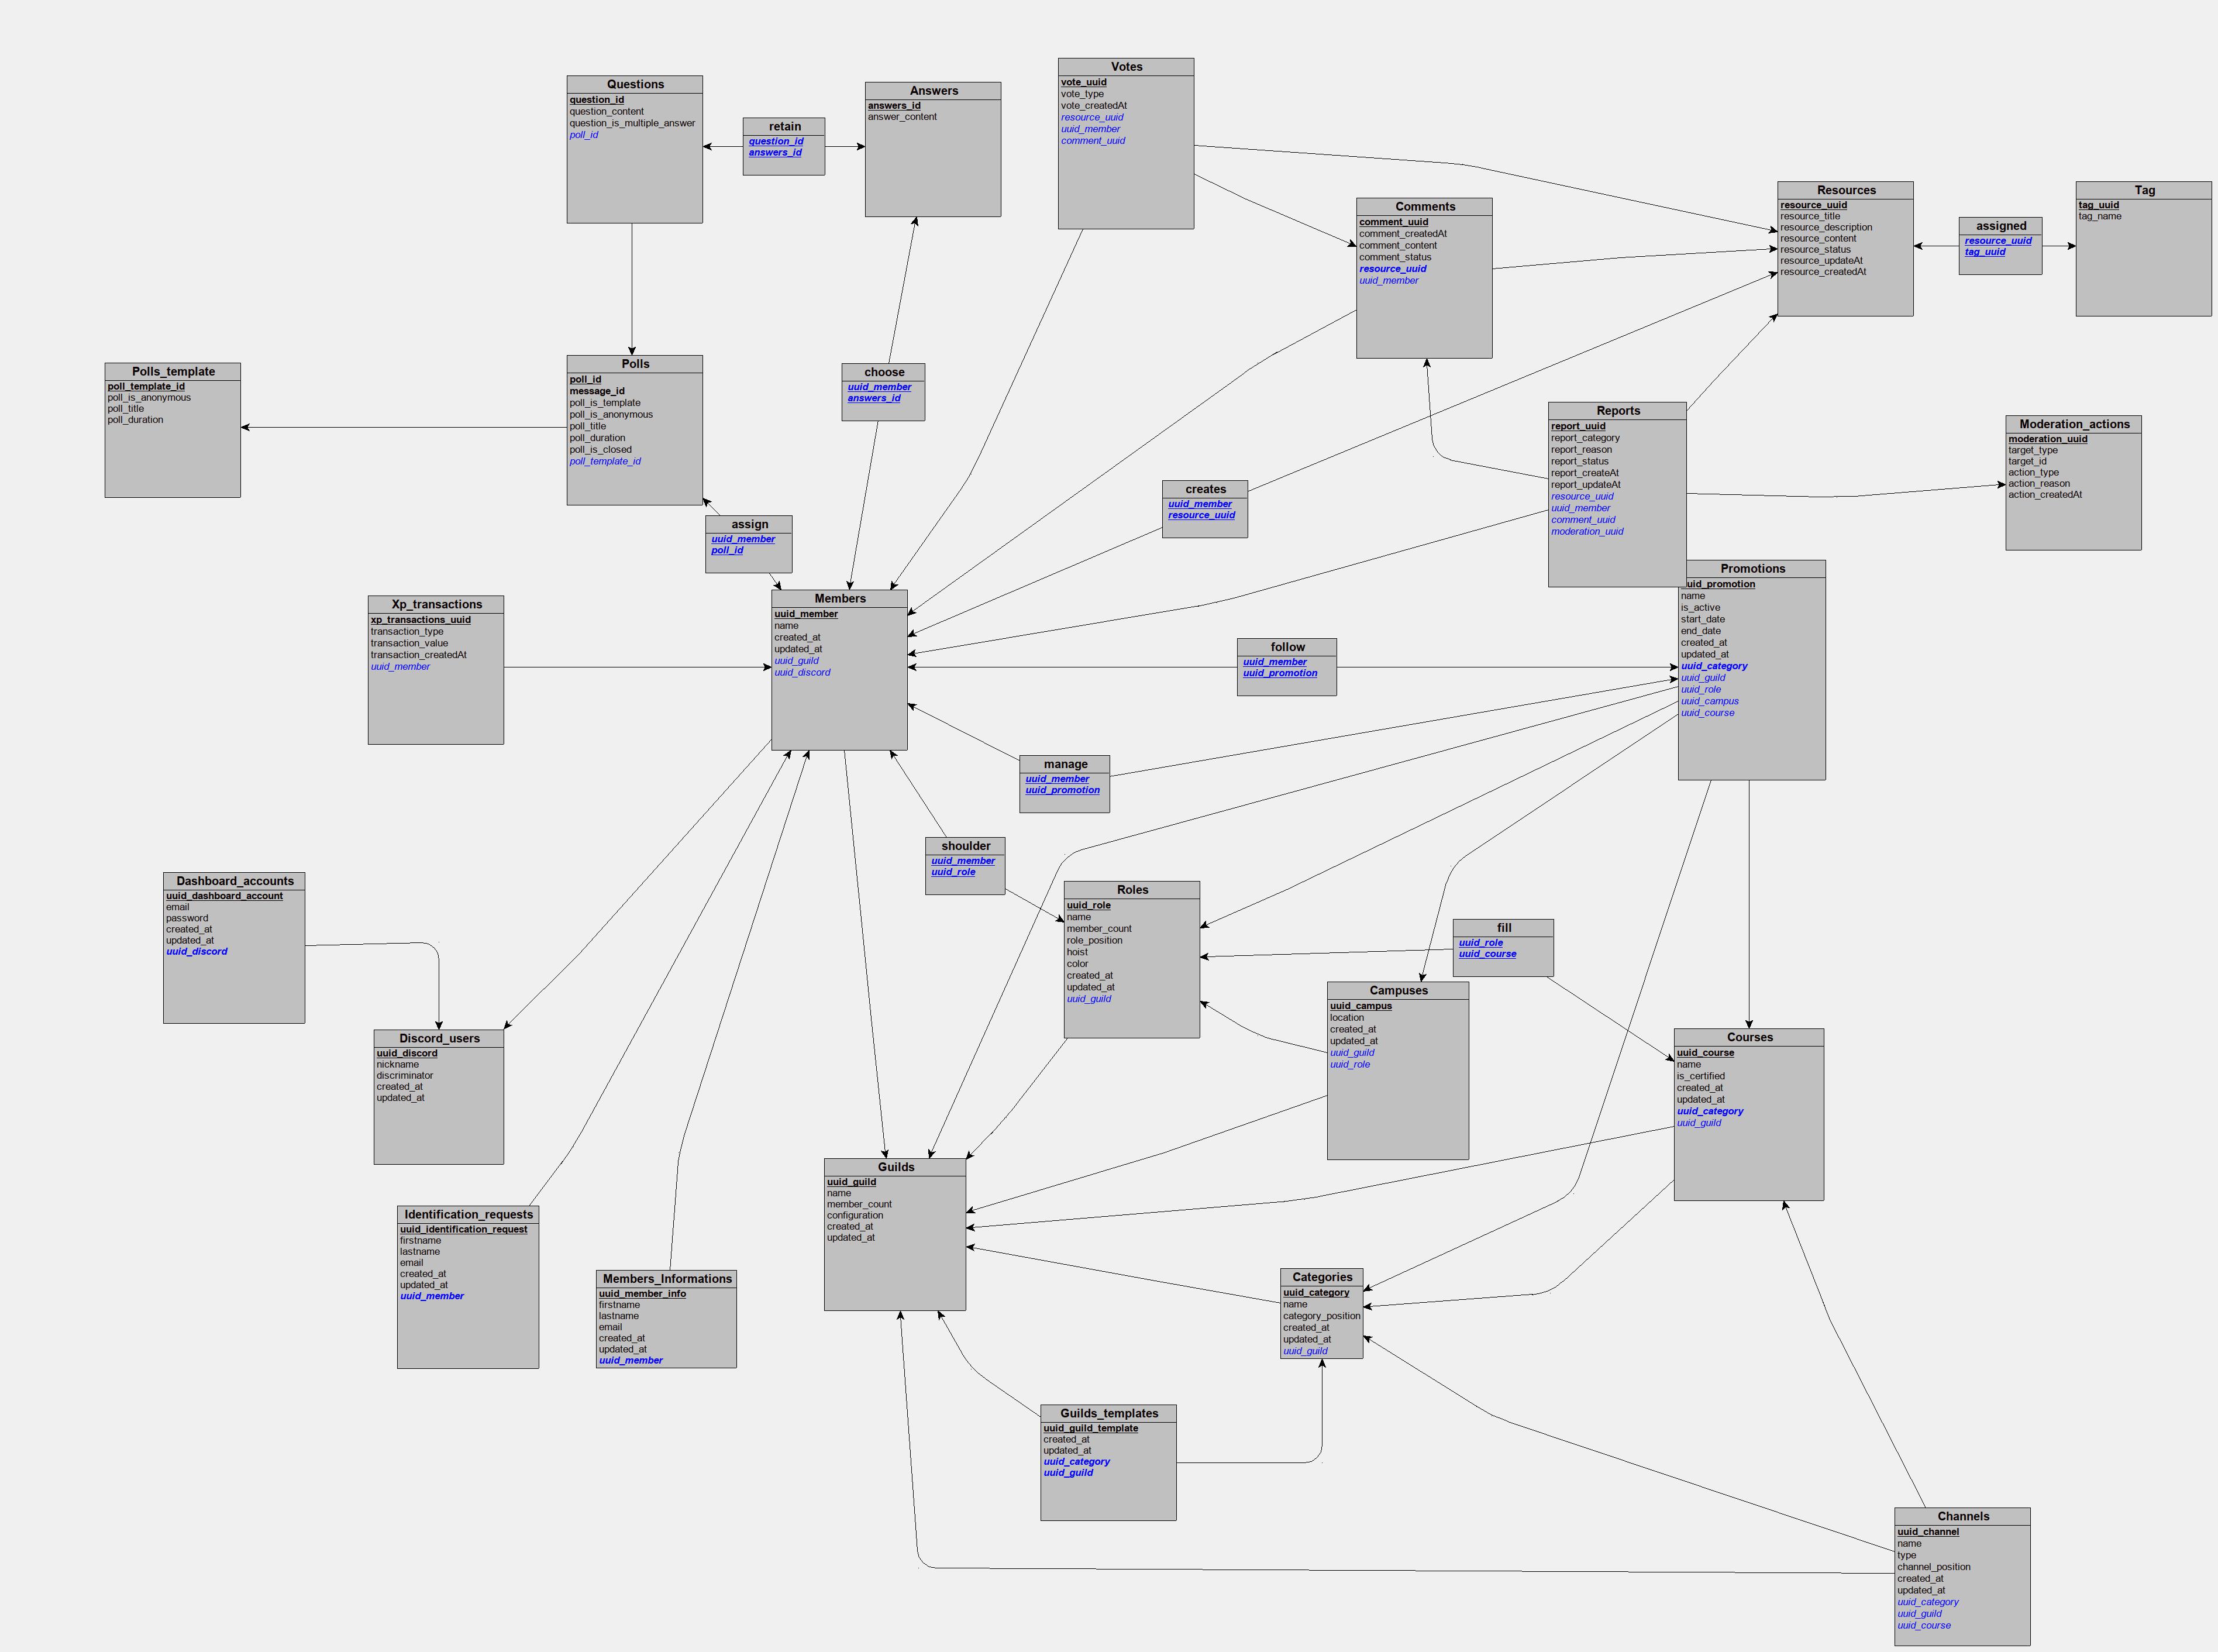 Questions
question_id
question_content
question_is_multiple_answer
poll_id
retain
question_id
answers_id
Answers
answers_id
answer_content
Votes
vote_uuid
vote_type
vote_createdAt
resource_uuid
uuid_member
comment_uuid
Comments
comment_uuid
comment_createdAt
comment_content
comment_status
resource_uuid
uuid_member
Resources
resource_uuid
resource_title
resource_description
resource_content
resource_status
resource_updateAt
resource_createdAt
assigned
resource_uuid
tag_uuid
Tag
tag_uuid
tag_name
Polls_template
poll_template_id
poll_is_anonymous
poll_title
poll_duration
Polls
poll_id
message_id
poll_is_template
poll_is_anonymous
poll_title
poll_duration
poll_is_closed
poll_template_id
choose
uuid_member
answers_id
assign
uuid_member
poll_id
creates
uuid_member
resource_uuid
Reports
report_uuid
report_category
report_reason
report_status
report_createAt
report_updateAt
resource_uuid
uuid_member
comment_uuid
moderation_uuid
Moderation_actions
moderation_uuid
target_type
target_id
action_type
action_reason
action_createdAt
Xp_transactions
xp_transactions_uuid
transaction_type
transaction_value
transaction_createdAt
uuid_member
Members
uuid_member
name
created_at
updated_at
uuid_guild
uuid_discord
follow
uuid_member
uuid_promotion
Promotions
uuid_promotion
name
is_active
start_date
end_date
created_at
updated_at
uuid_category
uuid_guild
uuid_role
uuid_campus
uuid_course
manage
uuid_member
uuid_promotion
shoulder
uuid_member
uuid_role
Dashboard_accounts
uuid_dashboard_account
email
password
created_at
updated_at
uuid_discord
Roles
uuid_role
name
member_count
role_position
hoist
color
created_at
updated_at
uuid_guild
fill
uuid_role
uuid_course
Campuses
uuid_campus
location
created_at
updated_at
uuid_guild
uuid_role
Discord_users
uuid_discord
nickname
discriminator
created_at
updated_at
Courses
uuid_course
name
is_certified
created_at
updated_at
uuid_category
uuid_guild
Guilds
uuid_guild
name
member_count
configuration
created_at
updated_at
Identification_requests
uuid_identification_request
firstname
lastname
email
created_at
updated_at
uuid_member
Members_Informations
uuid_member_info
firstname
lastname
email
created_at
updated_at
uuid_member
Categories
uuid_category
name
category_position
created_at
updated_at
uuid_guild
Guilds_templates
uuid_guild_template
created_at
updated_at
uuid_category
uuid_guild
Channels
uuid_channel
name
type
channel_position
created_at
updated_at
uuid_category
uuid_guild
uuid_course